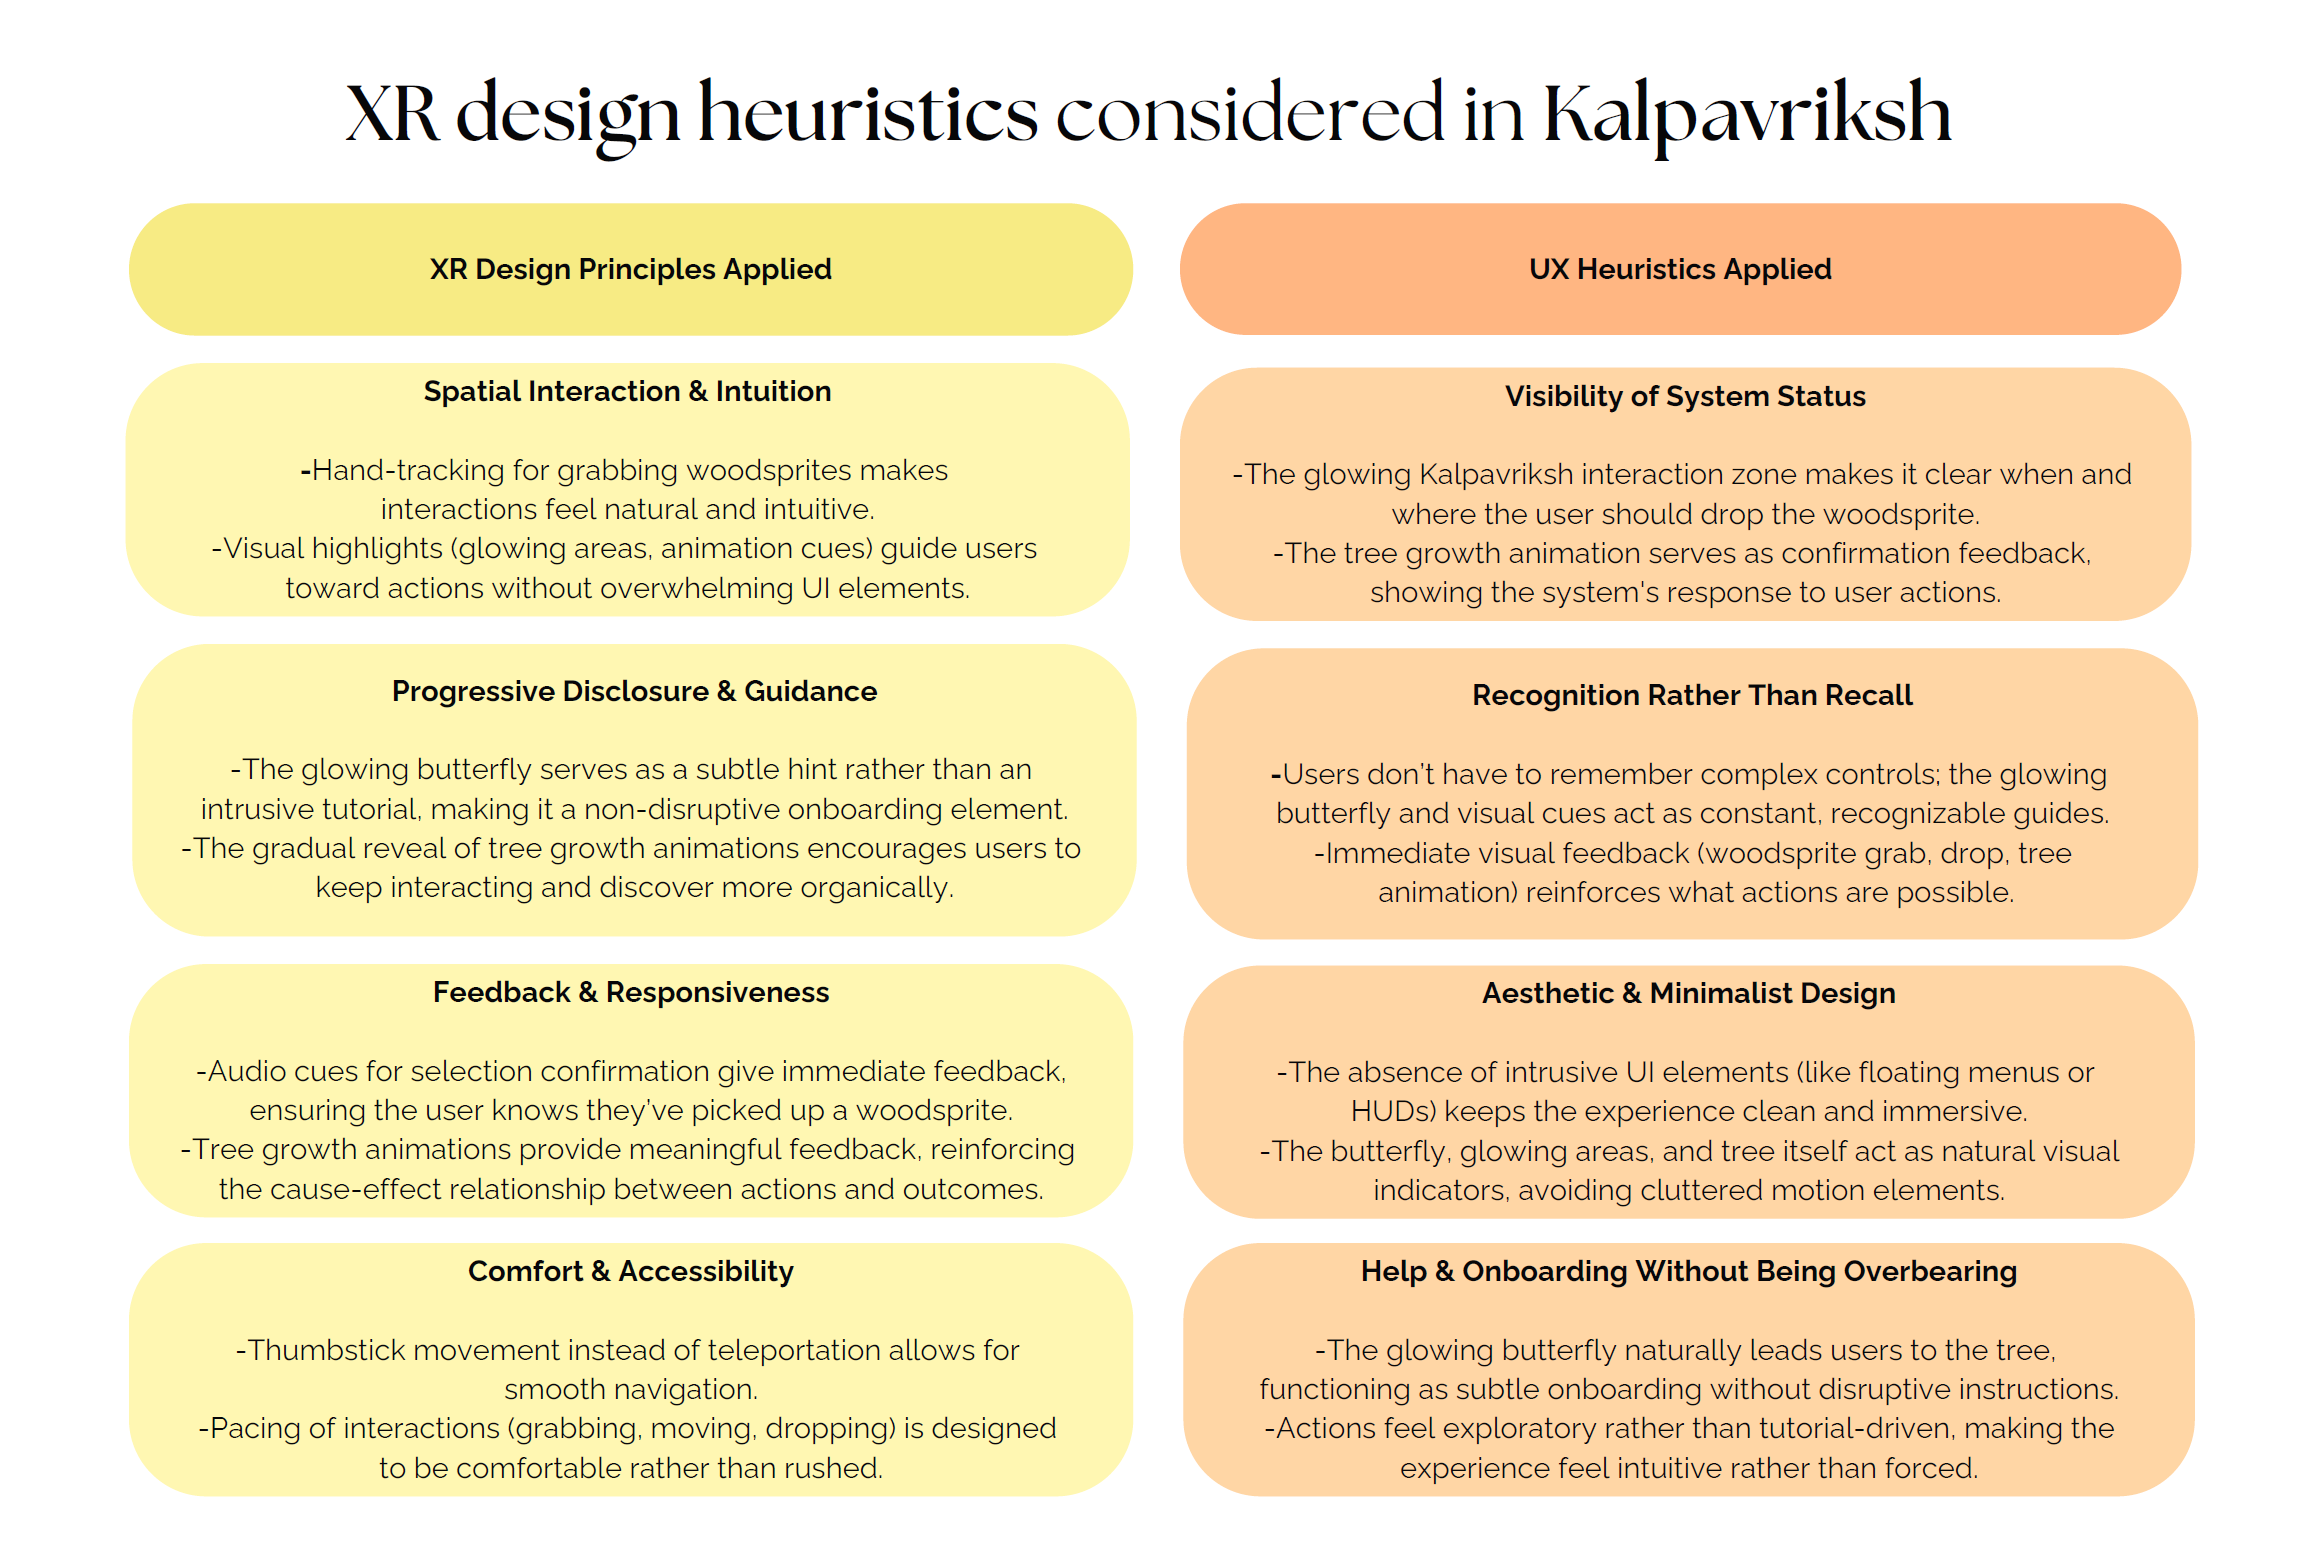 XR design heuristics considered in Kalpavriksh
XR Design Principles Applied
Spatial Interaction & Intuition
-Hand-tracking for grabbing woodsprites makes
interactions feel natural and intuitive.
-Visual highlights (glowing areas, animation cues) guide users
toward actions without overwhelming UI elements.
Progressive Disclosure & Guidance
-The glowing butterfly serves as a subtle hint rather than an
intrusive tutorial, making it a non-disruptive onboarding element.
-The gradual reveal of tree growth animations encourages users to
keep interacting and discover more organically.
Feedback & Responsiveness
-Audio cues for selection confirmation give immediate feedback,
ensuring the user knows they’ve picked up a woodsprite.
-Tree growth animations provide meaningful feedback, reinforcing
the cause-effect relationship between actions and outcomes.
Comfort & Accessibility
-Thumbstick movement instead of teleportation allows for
smooth navigation.
-Pacing of interactions (grabbing, moving, dropping) is designed
to be comfortable rather than rushed.
UX Heuristics Applied
Visibility of System Status
-The glowing Kalpavriksh interaction zone makes it clear when and
where the user should drop the woodsprite.
-The tree growth animation serves as confirmation feedback,
showing the system's response to user actions.
Recognition Rather Than Recall
-Users don’t have to remember complex controls; the glowing
butterfly and visual cues act as constant, recognizable guides.
-Immediate visual feedback (woodsprite grab, drop, tree
animation) reinforces what actions are possible.
Aesthetic & Minimalist Design
-The absence of intrusive UI elements (like floating menus or
HUDs) keeps the experience clean and immersive.
-The butterfly, glowing areas, and tree itself act as natural visual
indicators, avoiding cluttered motion elements.
Help & Onboarding Without Being Overbearing
-The glowing butterfly naturally leads users to the tree,
functioning as subtle onboarding without disruptive instructions.
-Actions feel exploratory rather than tutorial-driven, making the
experience feel intuitive rather than forced.